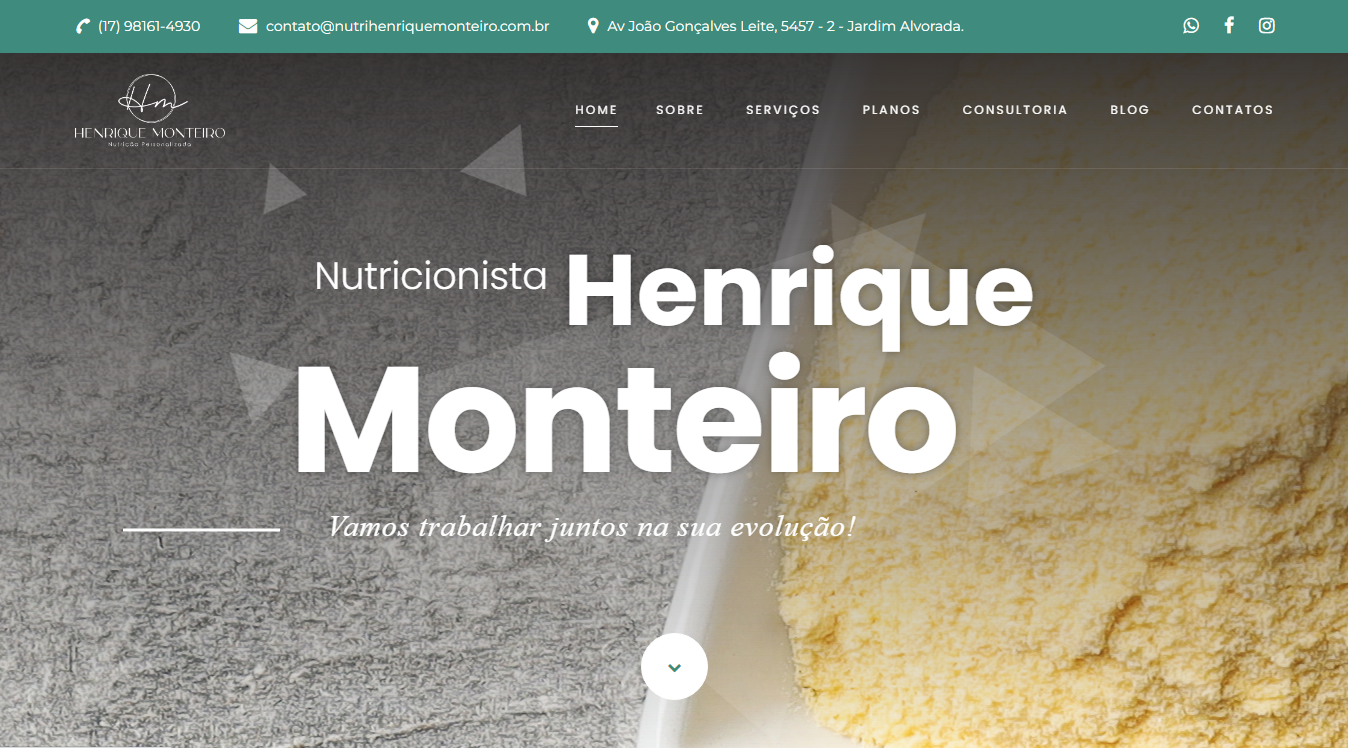 (17) 98161-4930 contato@nutrihenriquemonteiro.com.br Av João Gonçalves Leite, 5457 - 2 - Jardim Alvorada.
Hm
HENRIQUE MONTEIRO
Nutrição Personalizada
HOME SOBRE SERVIÇOS PLANOS CONSULTORIA BLOG CONTATOS
Nutricionista Henrique
Monteiro
Vamos trabalhar juntos na sua evolução!